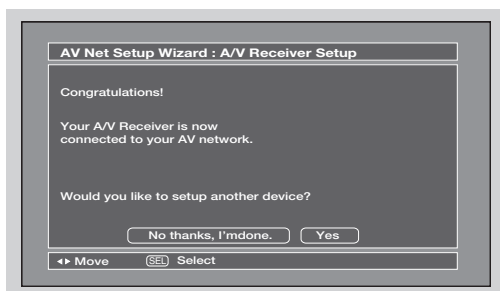 AV Net Setup Wizard : A/V Receiver Setup
Congratulations!
Your A/V Receiver is now
connected to your AV network.
Would you like to setup another device?
No thanks, I'mdone. Yes
◂▸ Move SEL Select